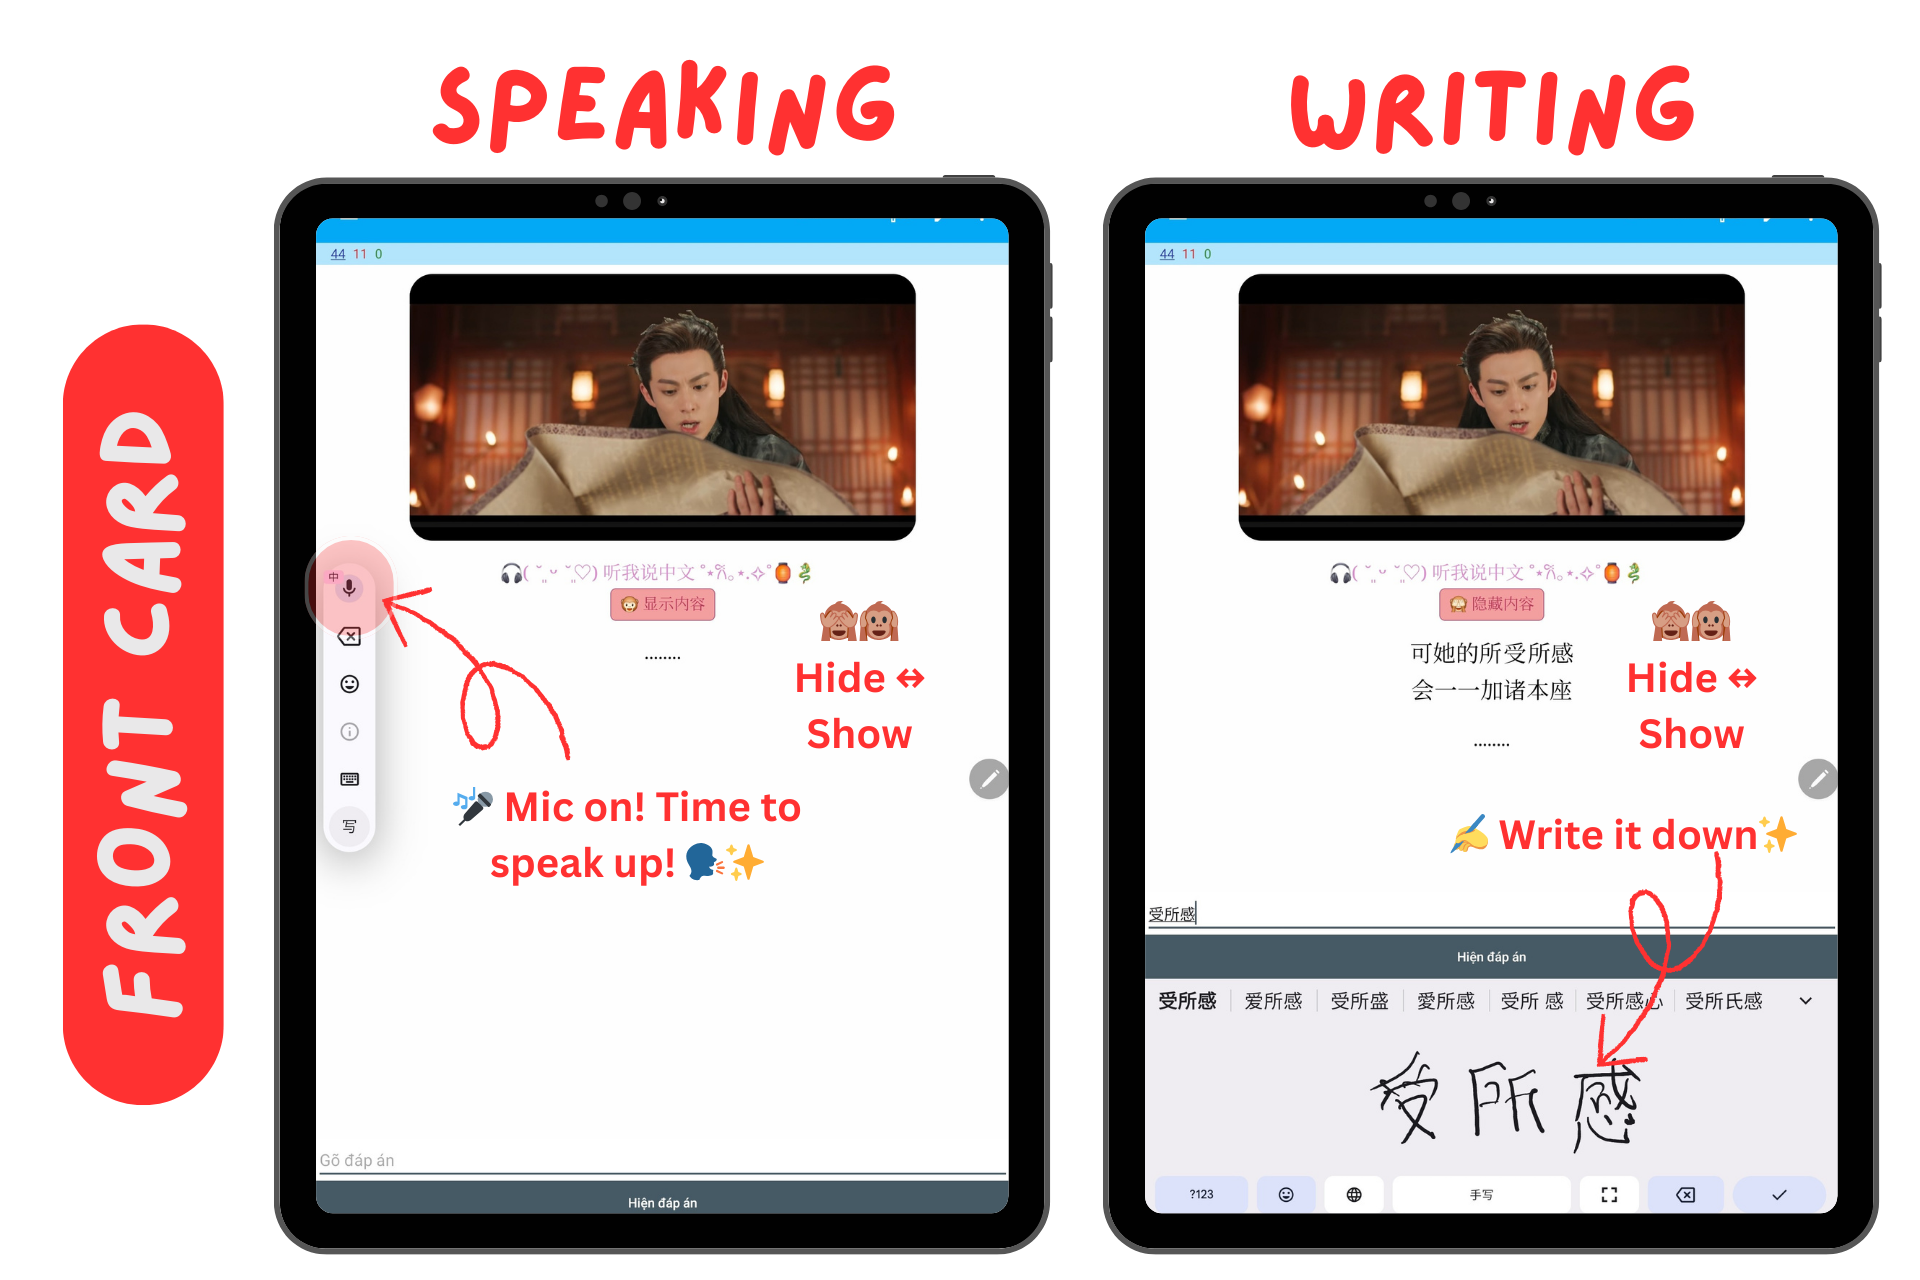 SPEAKING
WRITING
FRONT CARD
44 11 0
🎧( ˘ ᵕ ˘♡) 听我说中文 ˚⋆𐙚｡⋆.✧˚🏮🐉
🐵 显示内容
........
🙈🐵
Hide ↔
Show
中
写
🎤 Mic on! Time to
speak up! 🗣️✨
Gõ đáp án
Hiện đáp án
44 11 0
🎧( ˘ ᵕ ˘♡) 听我说中文 ˚⋆𐙚｡⋆.✧˚🏮🐉
🙈 隐藏内容
可她的所受所感
会一一加诸本座
........
🙈🐵
Hide ↔
Show
✍️ Write it down✨
受所感
Hiện đáp án
受所感 爱所感 受所盛 愛所感 受所 感 受所感心 受所氏感
受所感
?123 手写